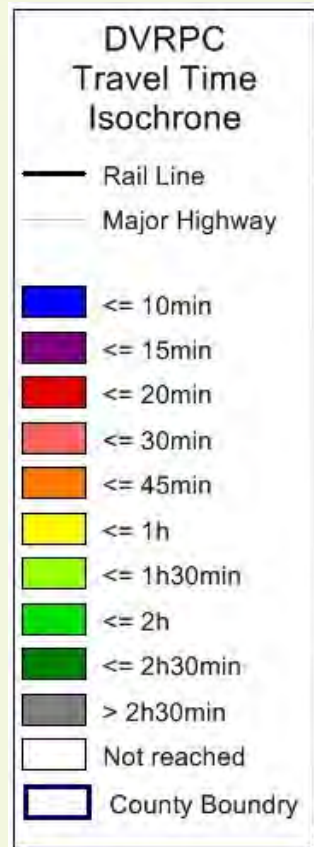 DVRPC
Travel Time
Isochrone
Rail Line
Major Highway
<= 10min
<= 15min
<= 20min
<= 30min
<= 45min
<= 1h
<= 1h30min
<= 2h
<= 2h30min
> 2h30min
Not reached
County Boundry